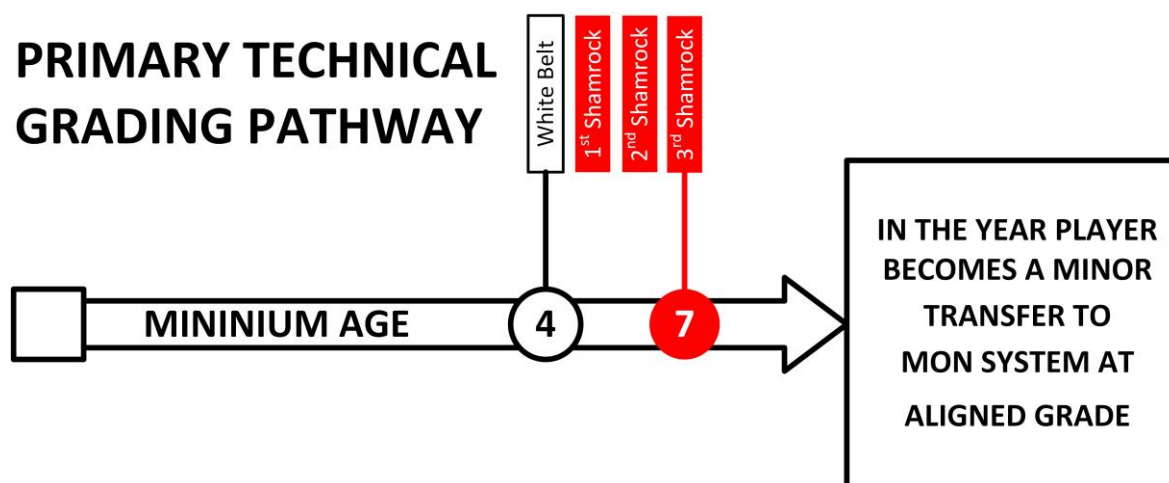 PRIMARY TECHNICAL
GRADING PATHWAY
White Belt
1st Shamrock
2nd Shamrock
3rd Shamrock
MININIUM AGE
4
7
IN THE YEAR PLAYER
BECOMES A MINOR
TRANSFER TO
MON SYSTEM AT
ALIGNED GRADE